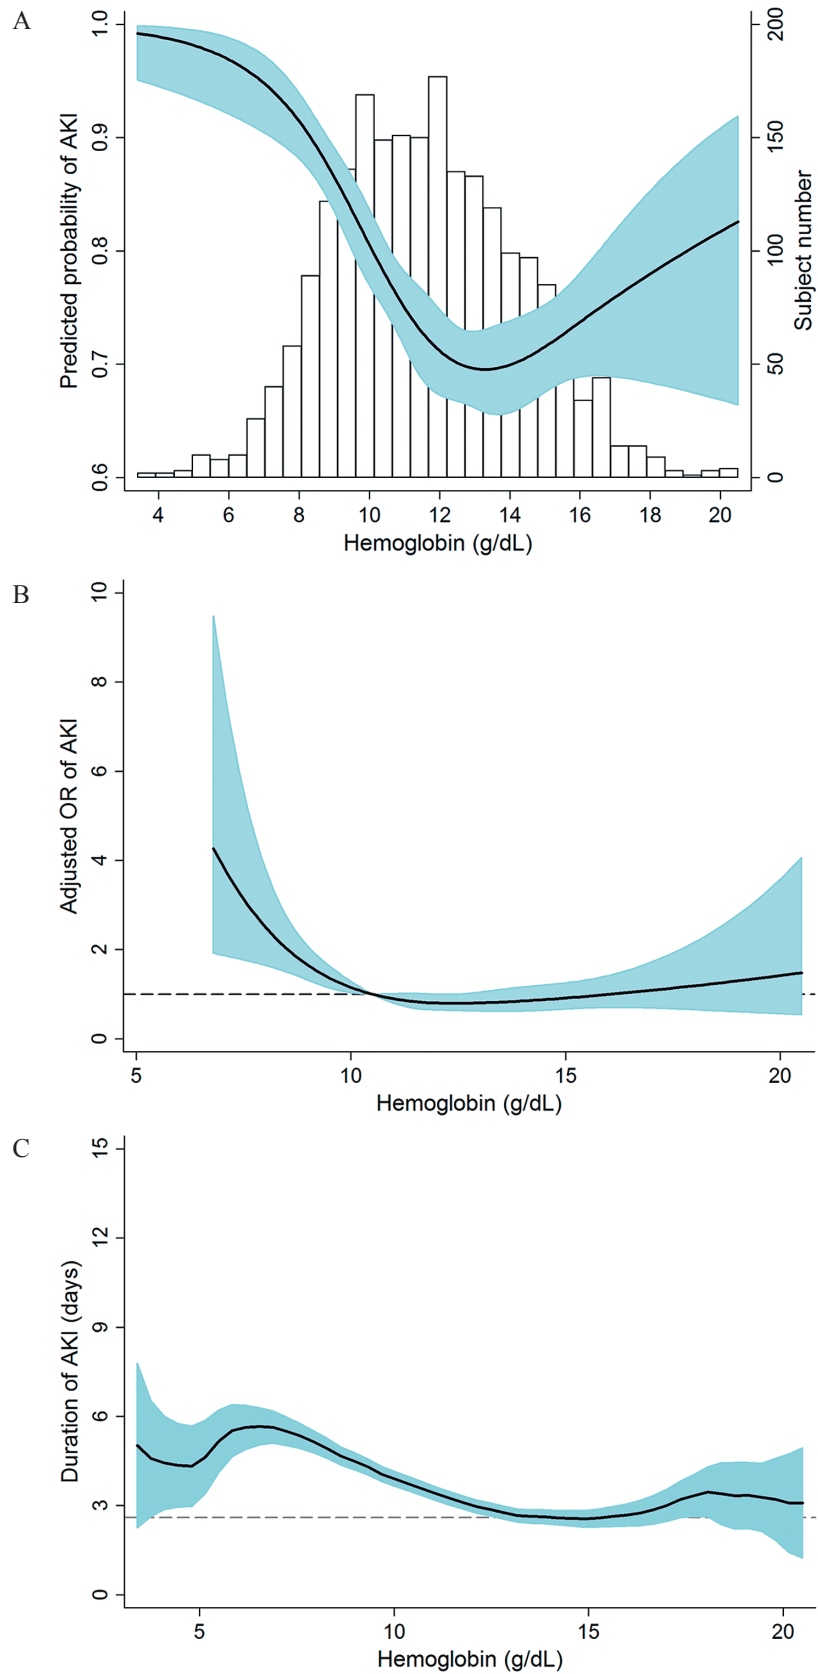 A
Predicted probability of AKI
1.0
0.9
0.8
0.7
0.6
Subject number
200
150
100
50
0
4 6 8 10 12 14 16 18 20
Hemoglobin (g/dL)
B
Adjusted OR of AKI
10
8
6
4
2
0
5 10 15 20
Hemoglobin (g/dL)
C
Duration of AKI (days)
15
12
9
6
3
0
5 10 15 20
Hemoglobin (g/dL)